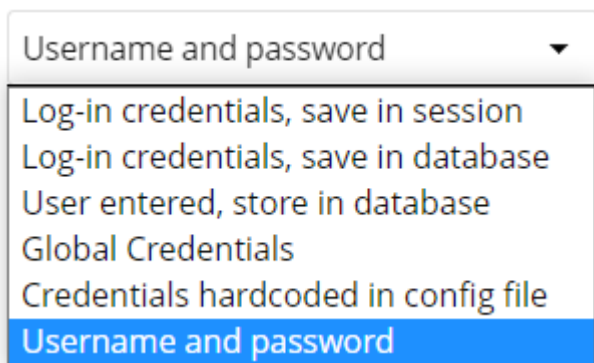 Username and password
Log-in credentials, save in session
Log-in credentials, save in database
User entered, store in database
Global Credentials
Credentials hardcoded in config file
Username and password